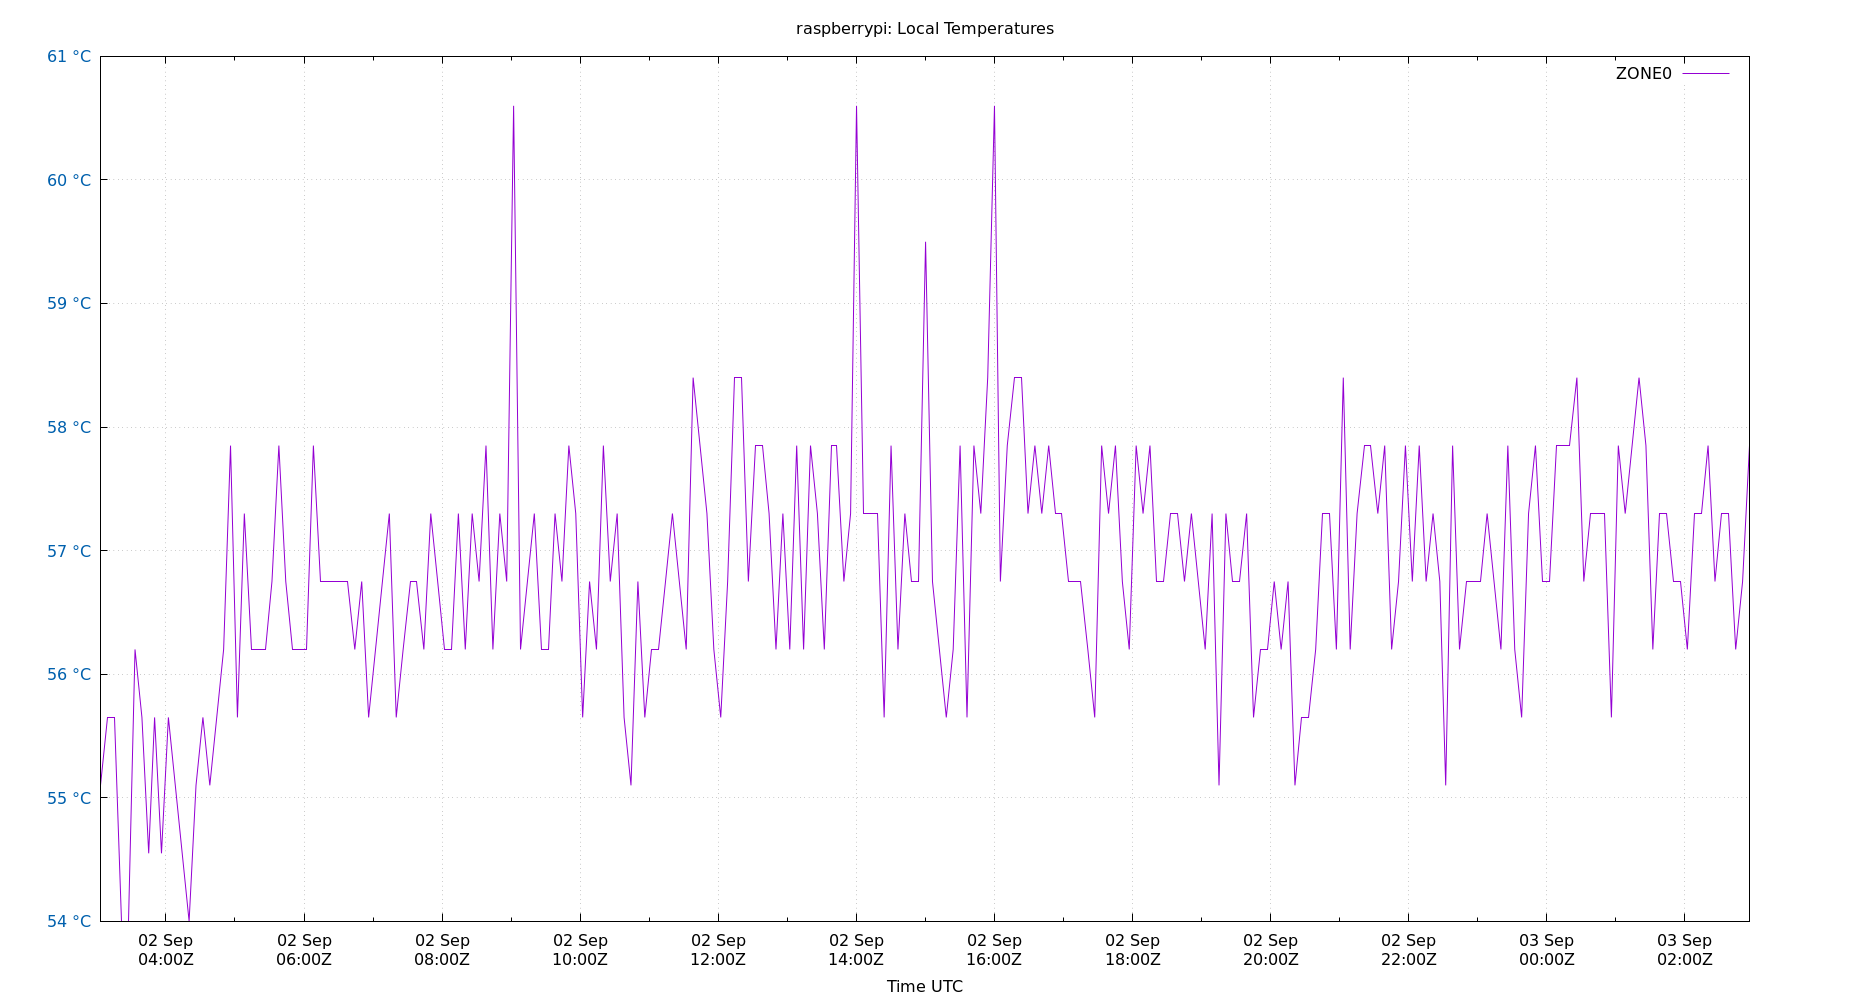 raspberrypi: Local Temperatures
61 °C
ZONE0
60 °C
59 °C
58 °C
57 °C
56 °C
55 °C
54 °C
02 Sep 02 Sep 02 Sep 02 Sep 02 Sep 02 Sep 02 Sep 02 Sep 02 Sep 02 Sep 03 Sep 03 Sep
04:00Z 06:00Z 08:00Z 10:00Z 12:00Z 14:00Z 16:00Z 18:00Z 20:00Z 22:00Z 00:00Z 02:00Z
Time UTC